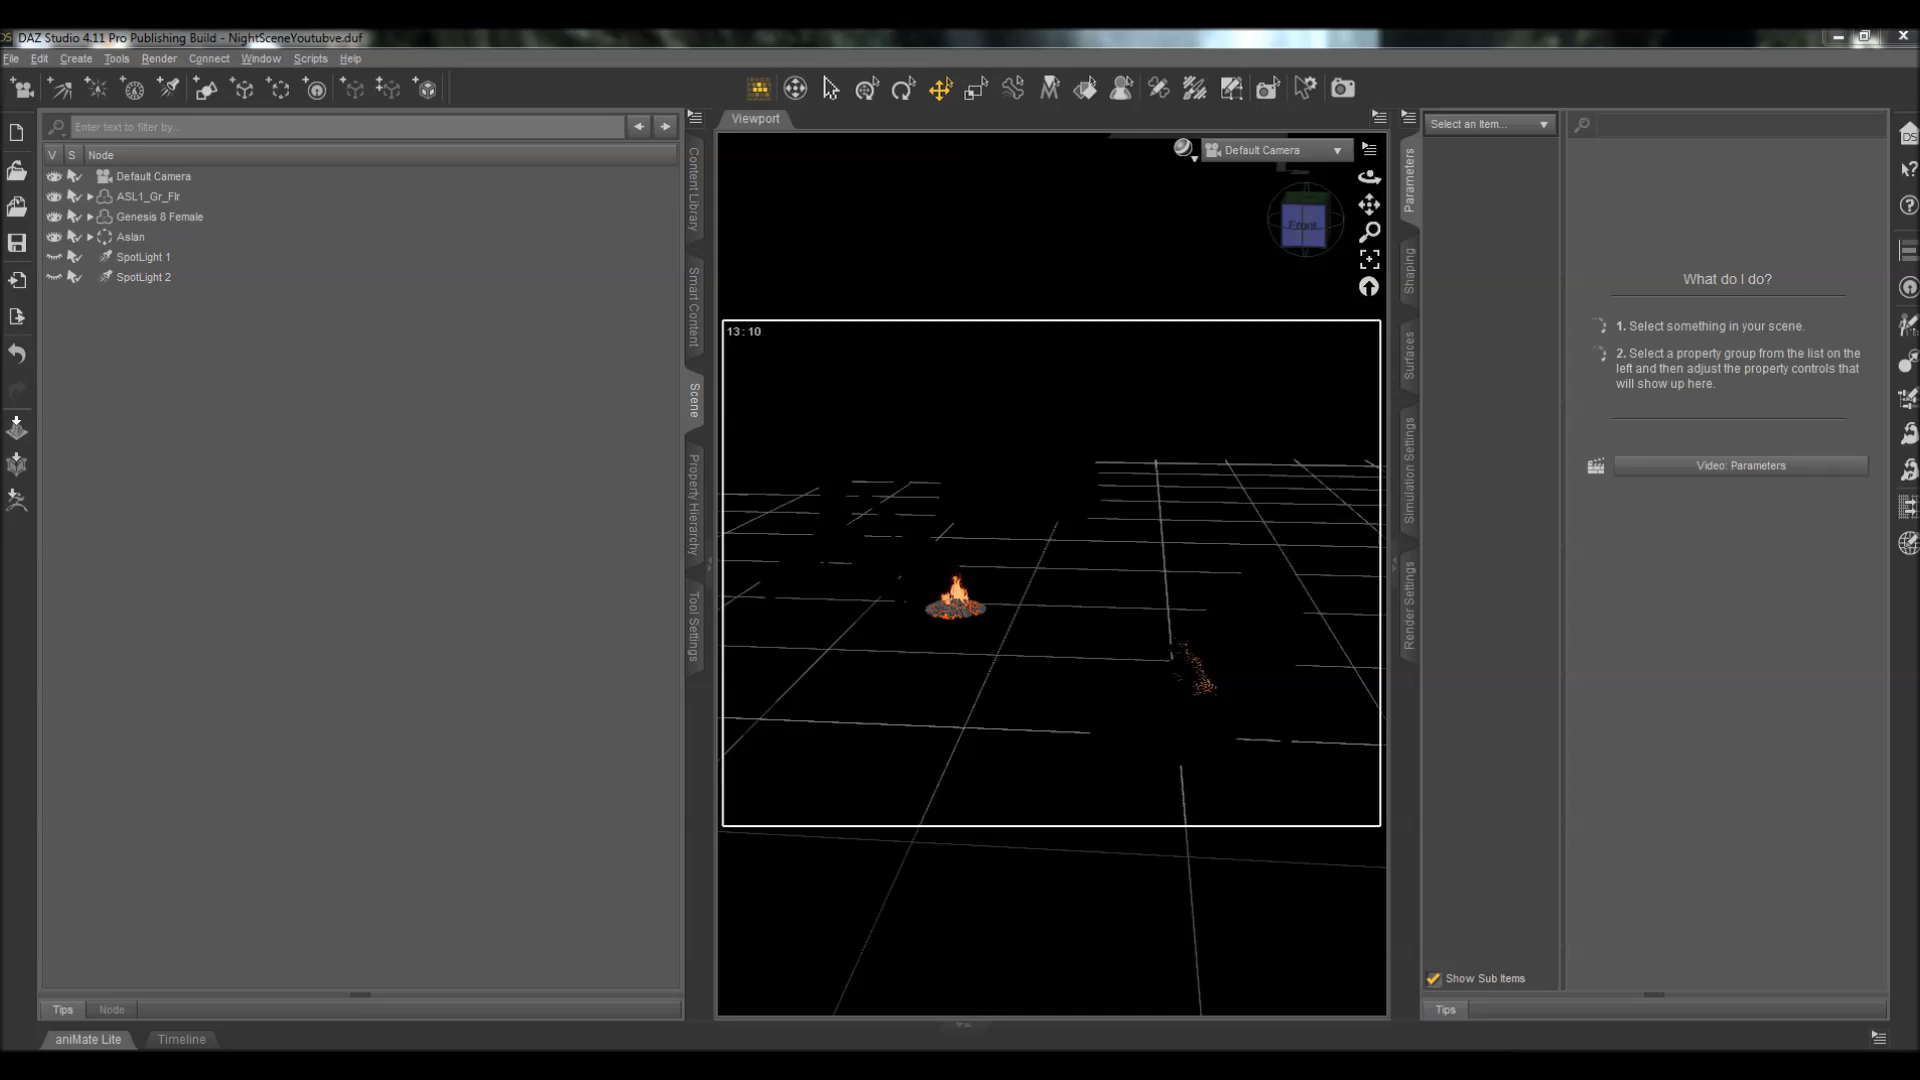 DAZ Studio 4.11 Pro Publishing Build - NightSceneYoutubve.duf
File Edit Create Tools Render Connect Window Scripts Help
Enter text to filter by...
V S Node
Default Camera
ASL1_Gr_Flr
Genesis 8 Female
Aslan
SpotLight 1
SpotLight 2
Tips Node
aniMate Lite Timeline
Content Library
Smart Content
Scene
Property Hierarchy
Tool Settings
Viewport
Default Camera
Front
13 : 10
Parameters
Shaping
Surfaces
Simulation Settings
Render Settings
Select an Item...
What do I do?
1. Select something in your scene.
2. Select a property group from the list on the
left and then adjust the property controls that
will show up here.
Video: Parameters
Show Sub Items
Tips
DS